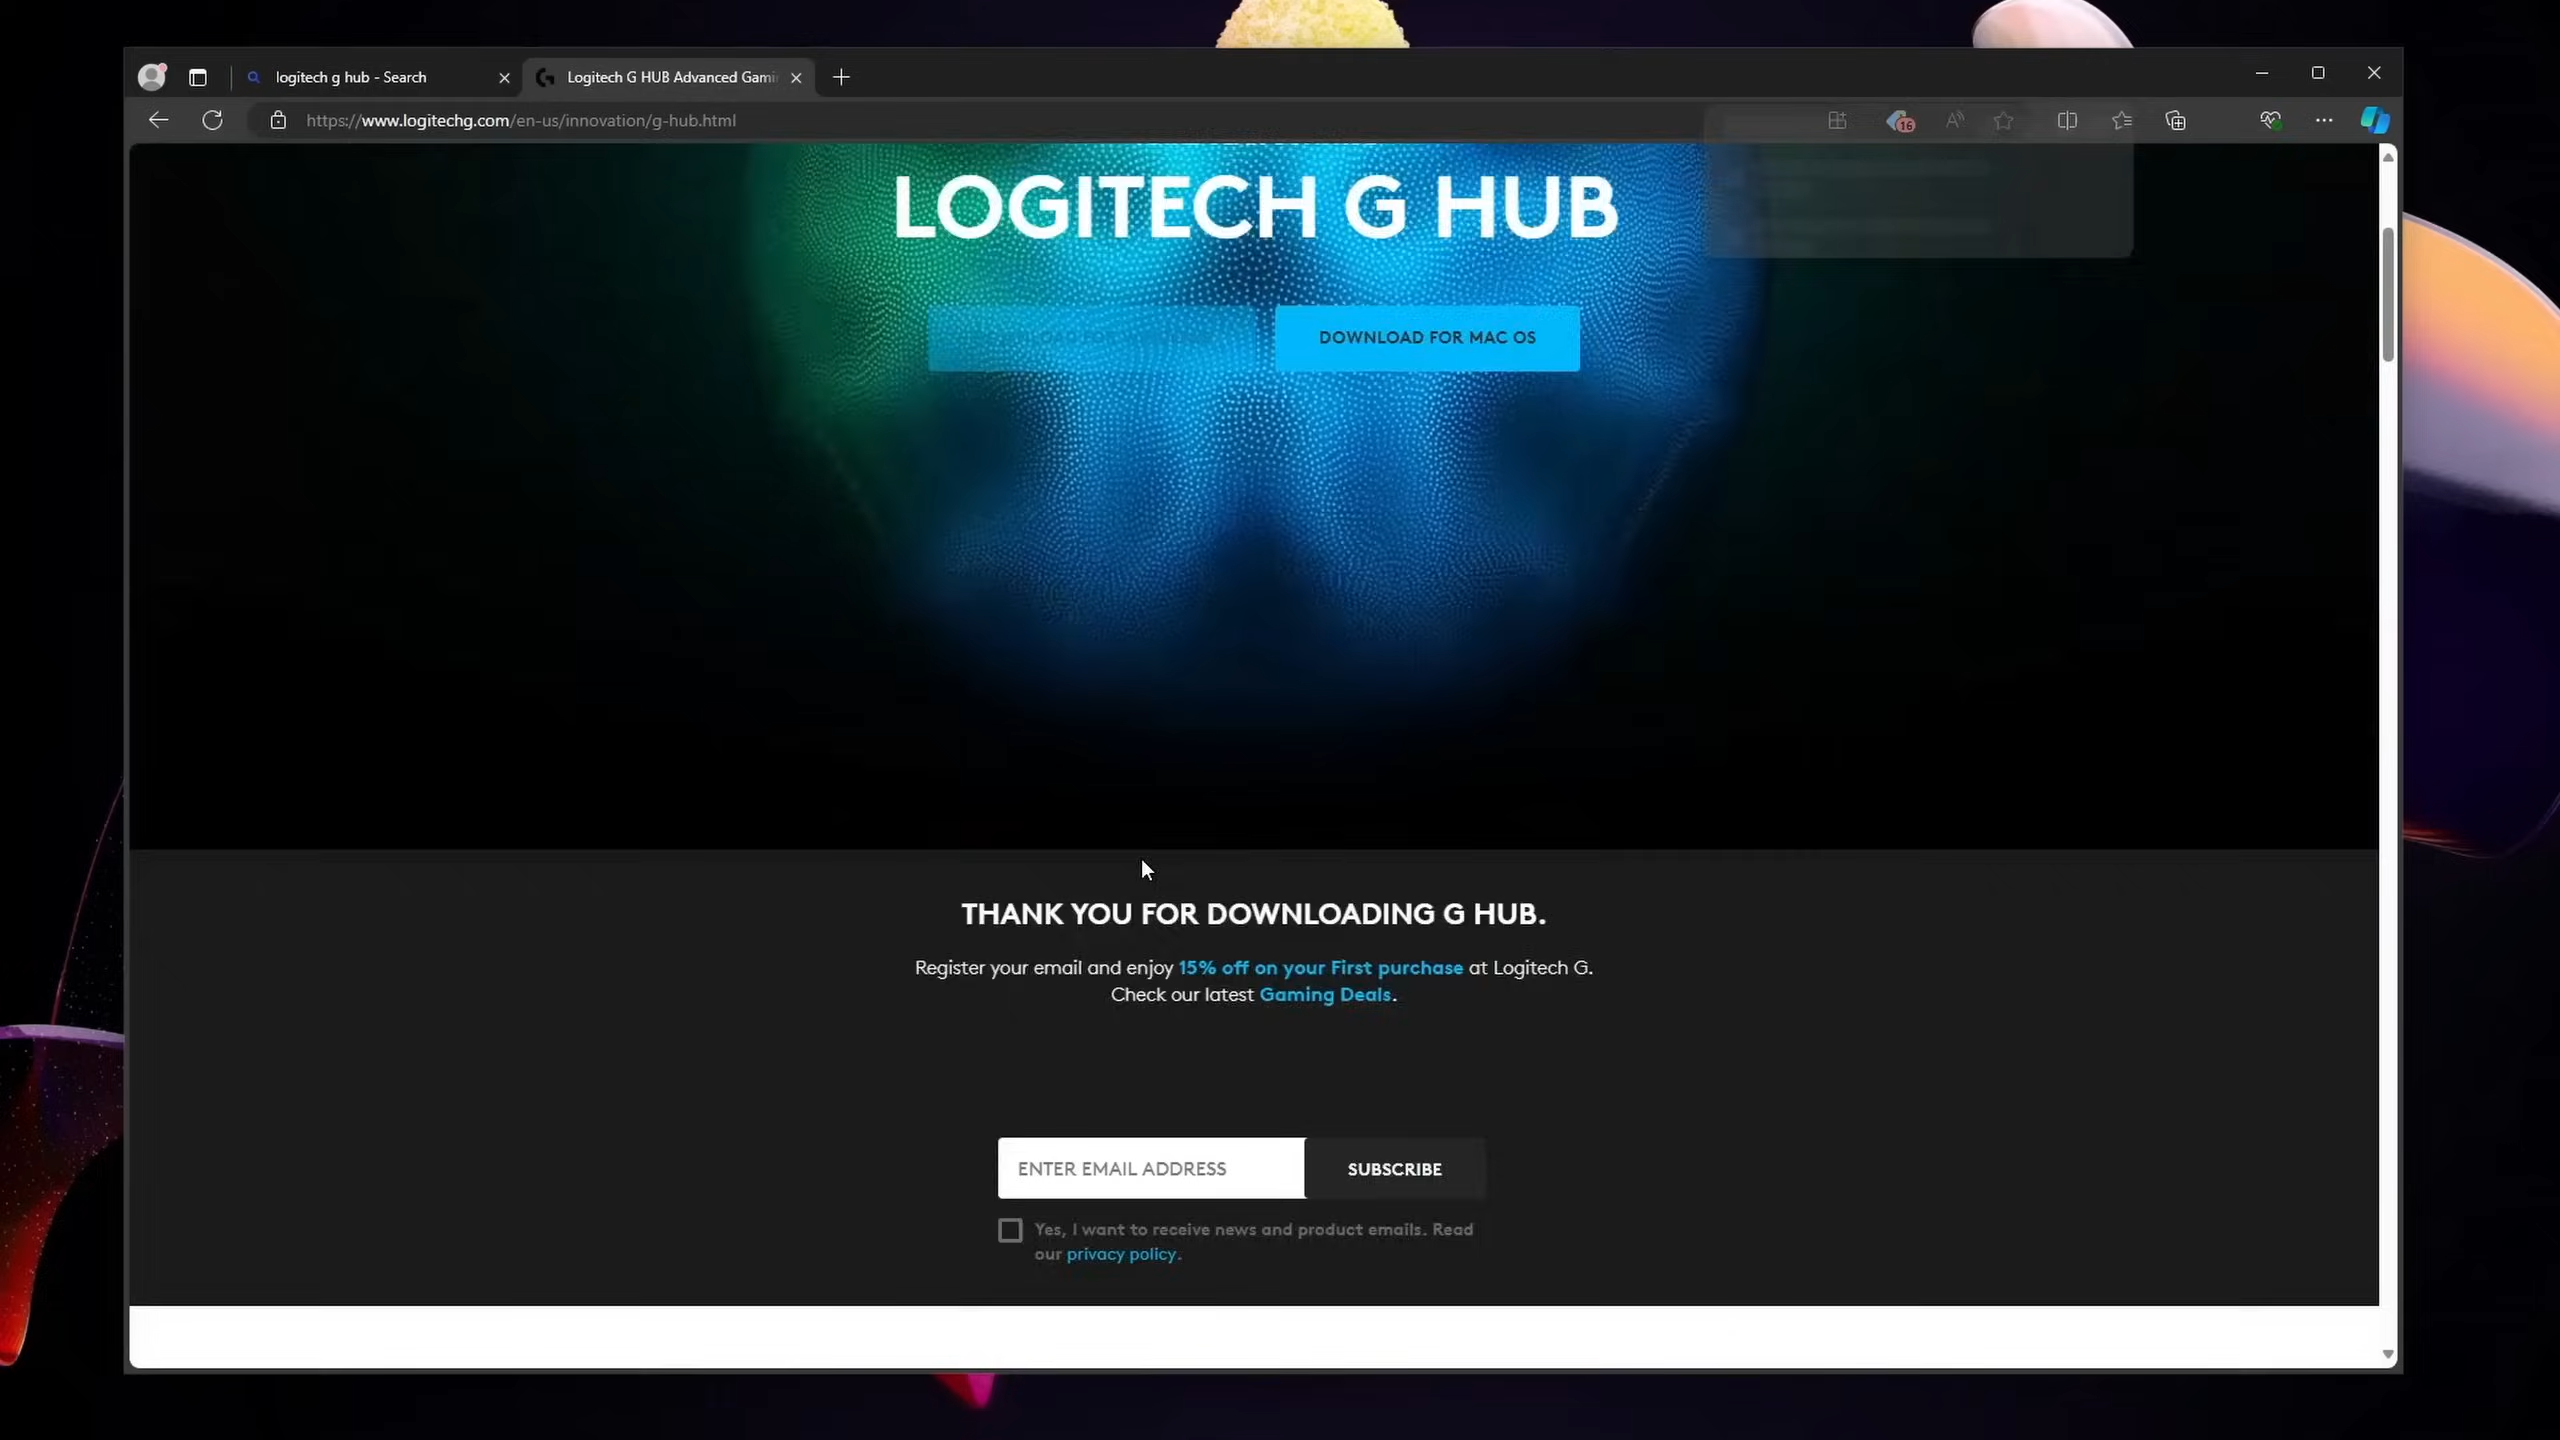 logitech g hub - Search
Logitech G HUB Advanced Gami
https://www.logitechg.com/en-us/innovation/g-hub.html
16
LOGITECH G HUB
DOWNLOAD FOR MAC OS
THANK YOU FOR DOWNLOADING G HUB.
Register your email and enjoy 15% off on your First purchase at Logitech G.
Check our latest Gaming Deals.
ENTER EMAIL ADDRESS
SUBSCRIBE
Yes, I want to receive news and product emails. Read
our privacy policy.